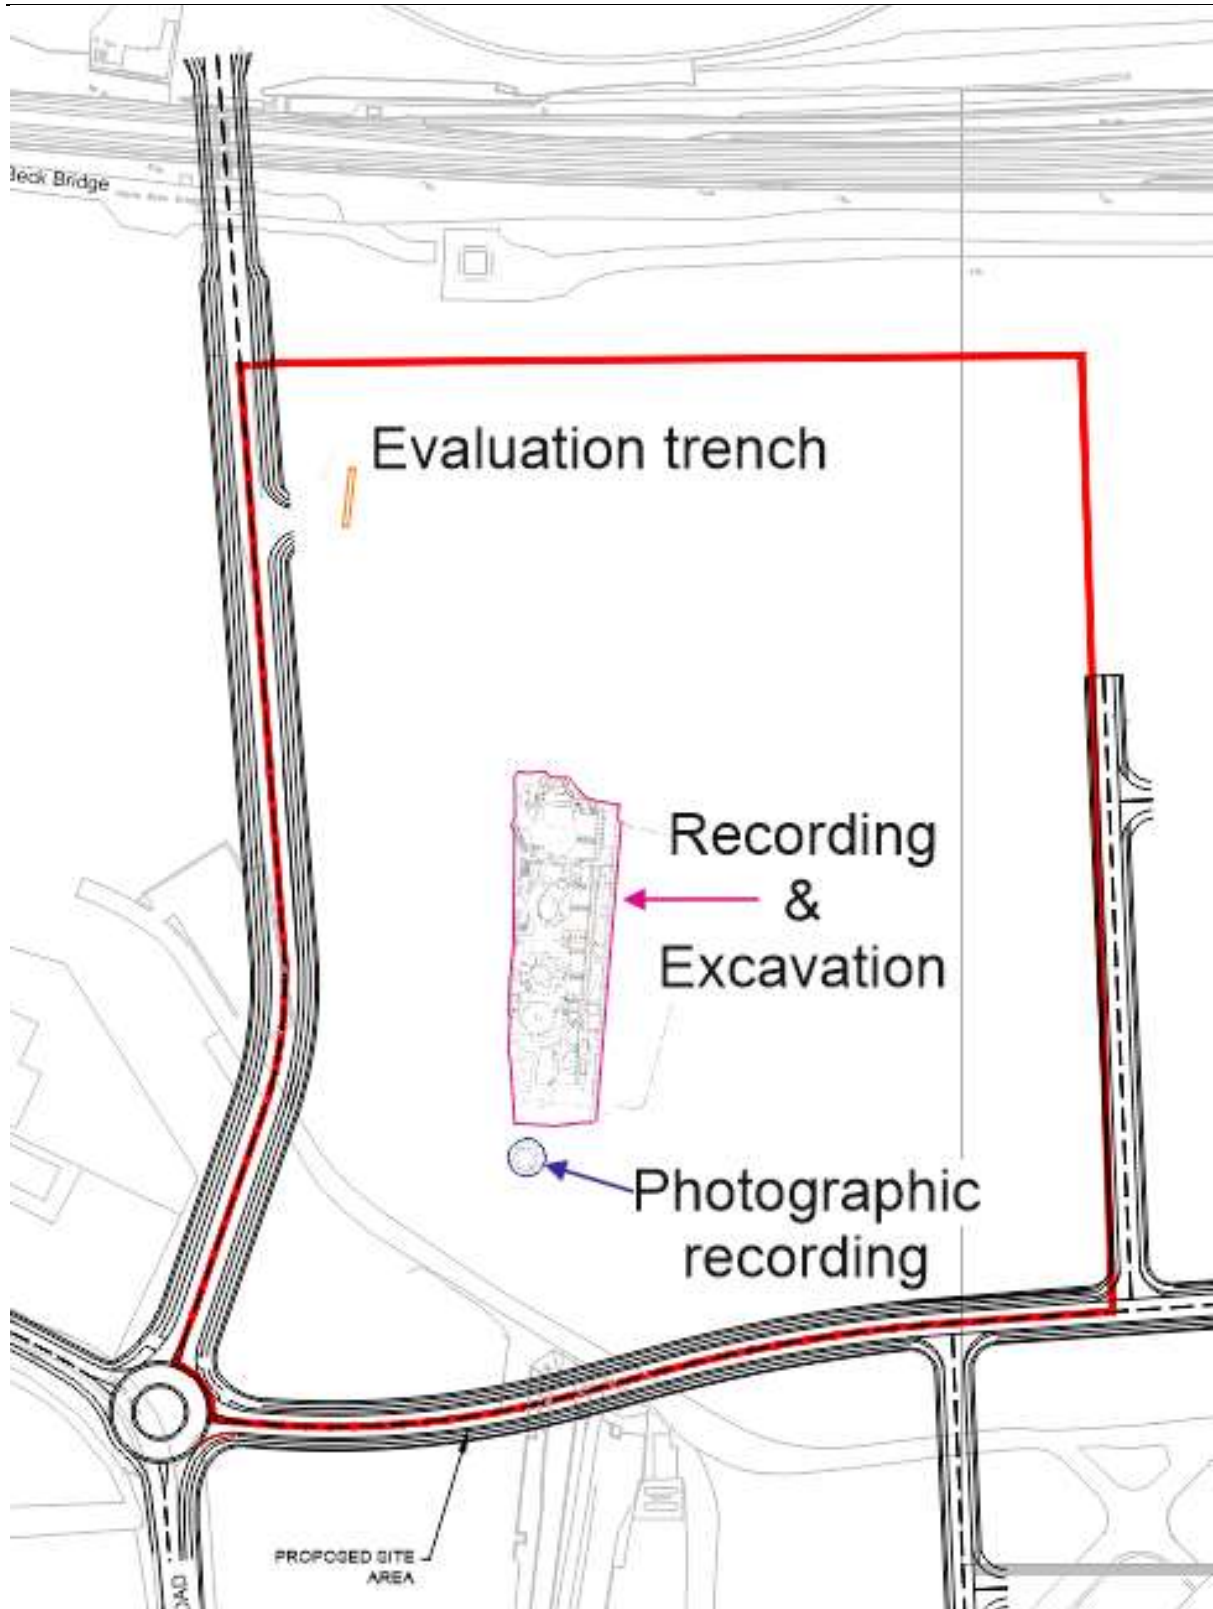 Beck Bridge
Evaluation trench
Recording
&
Excavation
Photographic
recording
PROPOSED SITE
AREA